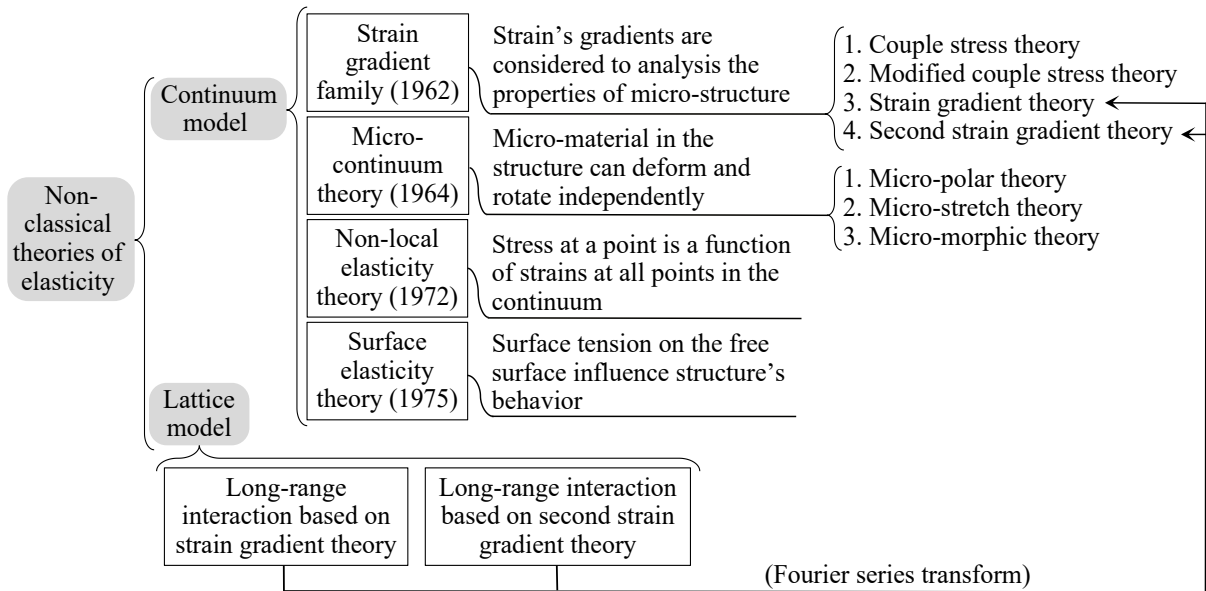 Non-
classical
theories of
elasticity
Continuum
model
Strain
gradient
family (1962)
Strain’s gradients are
considered to analysis the
properties of micro-structure
1. Couple stress theory
2. Modified couple stress theory
3. Strain gradient theory
4. Second strain gradient theory
Micro-
continuum
theory (1964)
Micro-material in the
structure can deform and
rotate independently
1. Micro-polar theory
2. Micro-stretch theory
3. Micro-morphic theory
Non-local
elasticity
theory (1972)
Stress at a point is a function
of strains at all points in the
continuum
Surface
elasticity
theory (1975)
Surface tension on the free
surface influence structure’s
behavior
Lattice
model
Long-range
interaction based on
strain gradient theory
Long-range interaction
based on second strain
gradient theory
(Fourier series transform)